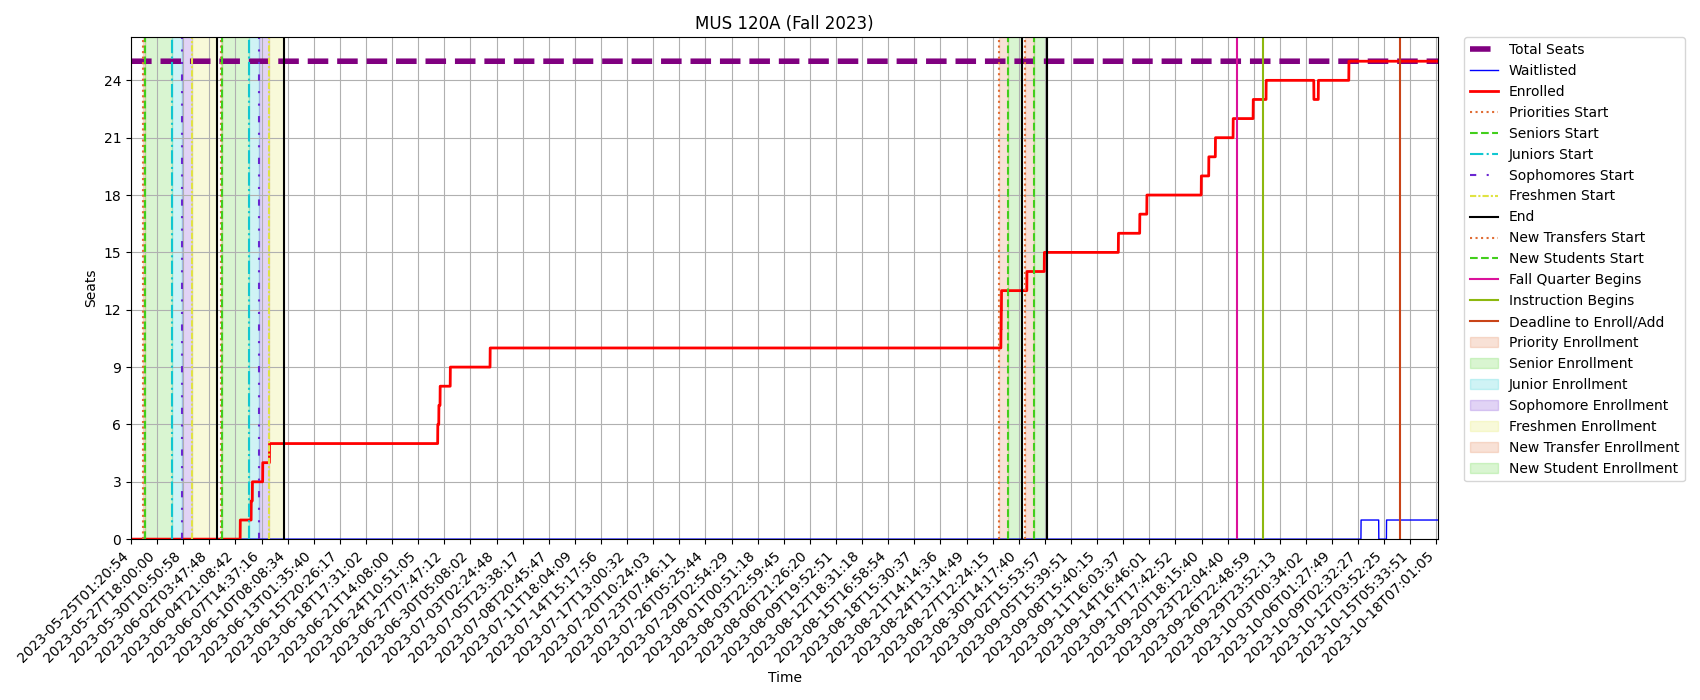 MUS 120A (Fall 2023)
Seats
24
21
18
15
12
9
6
3
0
2023-05-25T01:20:54
2023-05-27T18:00:00
2023-05-30T10:50:58
2023-06-02T03:47:48
2023-06-04T21:08:42
2023-06-07T14:37:16
2023-06-10T08:08:34
2023-06-13T01:35:40
2023-06-15T20:26:17
2023-06-18T17:31:02
2023-06-21T14:08:00
2023-06-24T10:51:05
2023-06-27T07:47:12
2023-06-30T05:08:02
2023-07-03T02:24:48
2023-07-05T23:38:17
2023-07-08T20:45:47
2023-07-11T18:04:09
2023-07-14T15:17:56
2023-07-17T13:00:32
2023-07-20T10:24:03
2023-07-23T07:46:11
2023-07-26T05:25:44
2023-07-29T02:54:29
2023-08-01T00:51:18
2023-08-03T22:59:45
2023-08-06T21:26:20
2023-08-09T19:52:51
2023-08-12T18:31:18
2023-08-15T16:58:54
2023-08-18T15:30:37
2023-08-21T14:14:36
2023-08-24T13:14:49
2023-08-27T12:24:15
2023-08-30T14:17:40
2023-09-02T15:53:57
2023-09-05T15:39:51
2023-09-08T15:40:15
2023-09-11T16:03:37
2023-09-14T16:46:01
2023-09-17T17:42:52
2023-09-20T18:15:40
2023-09-23T22:04:40
2023-09-26T22:48:59
2023-09-29T23:52:13
2023-10-03T00:34:02
2023-10-06T01:27:49
2023-10-09T02:32:27
2023-10-12T03:52:25
2023-10-15T05:33:51
2023-10-18T07:01:05
Time
Total Seats
Waitlisted
Enrolled
Priorities Start
Seniors Start
Juniors Start
Sophomores Start
Freshmen Start
End
New Transfers Start
New Students Start
Fall Quarter Begins
Instruction Begins
Deadline to Enroll/Add
Priority Enrollment
Senior Enrollment
Junior Enrollment
Sophomore Enrollment
Freshmen Enrollment
New Transfer Enrollment
New Student Enrollment